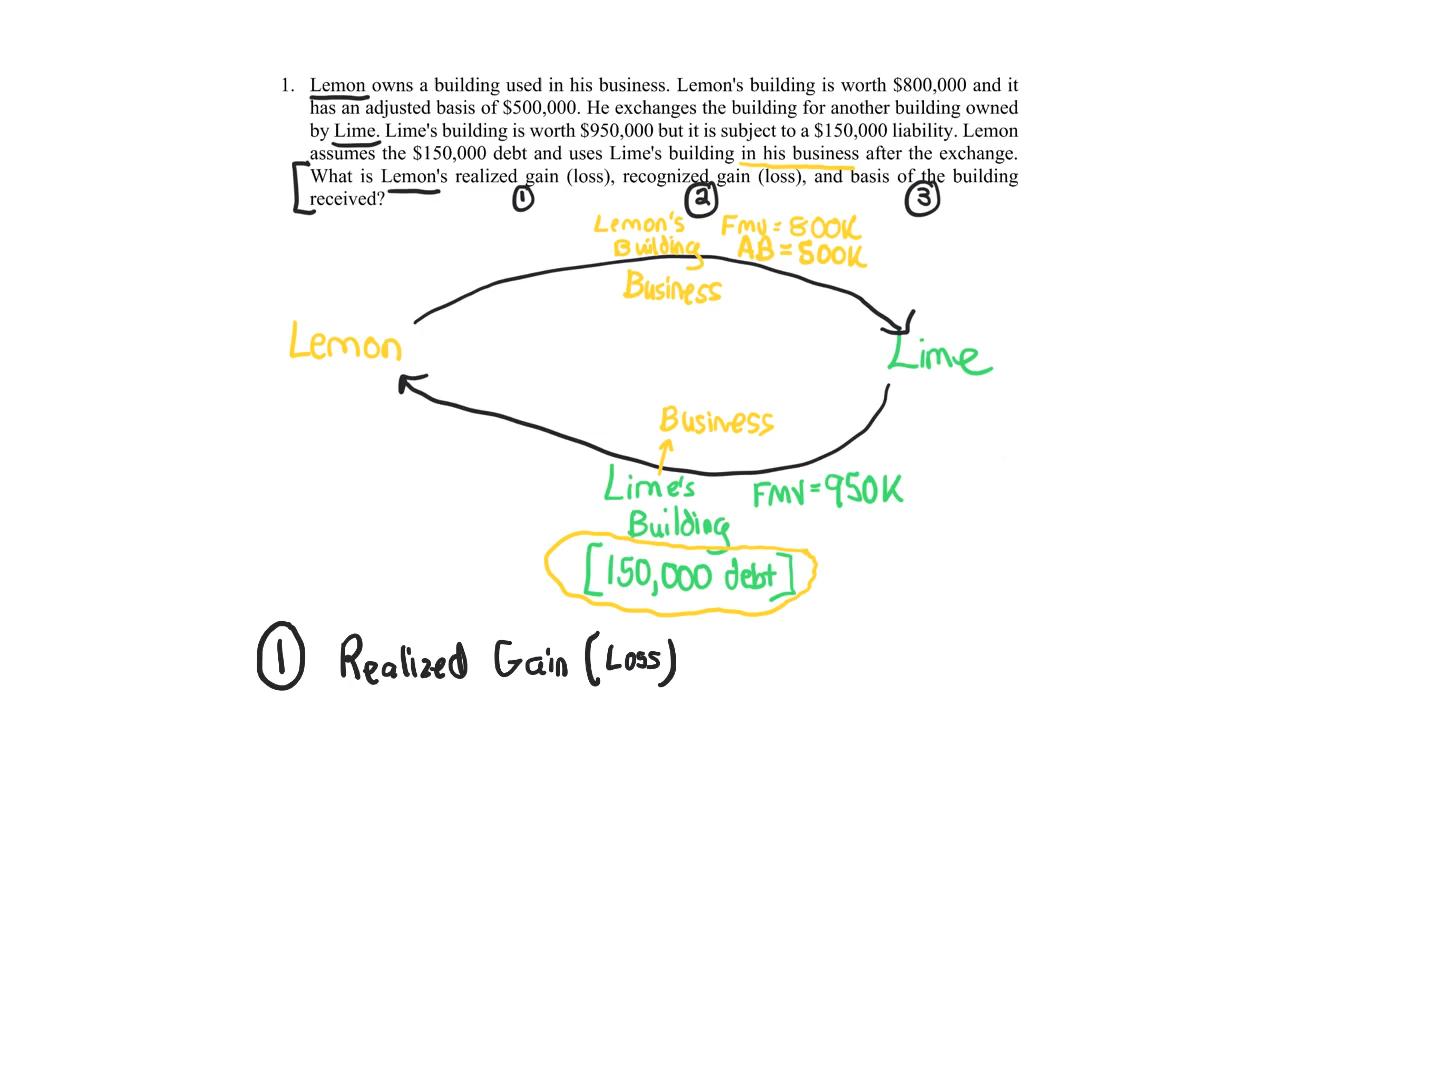 1. Lemon owns a building used in his business. Lemon's building is worth $800,000 and it
has an adjusted basis of $500,000. He exchanges the building for another building owned
by Lime. Lime's building is worth $950,000 but it is subject to a $150,000 liability. Lemon
assumes the $150,000 debt and uses Lime's building in his business after the exchange.
What is Lemon's realized gain (loss), recognized gain (loss), and basis of the building
received?
1 2 3
Lemon's FMV = 800K
Building AB = 500K
Business
Lemon
Lime
Business
Lime's FMV = 950K
Building
[150,000 debt]
1 Realized Gain (Loss)